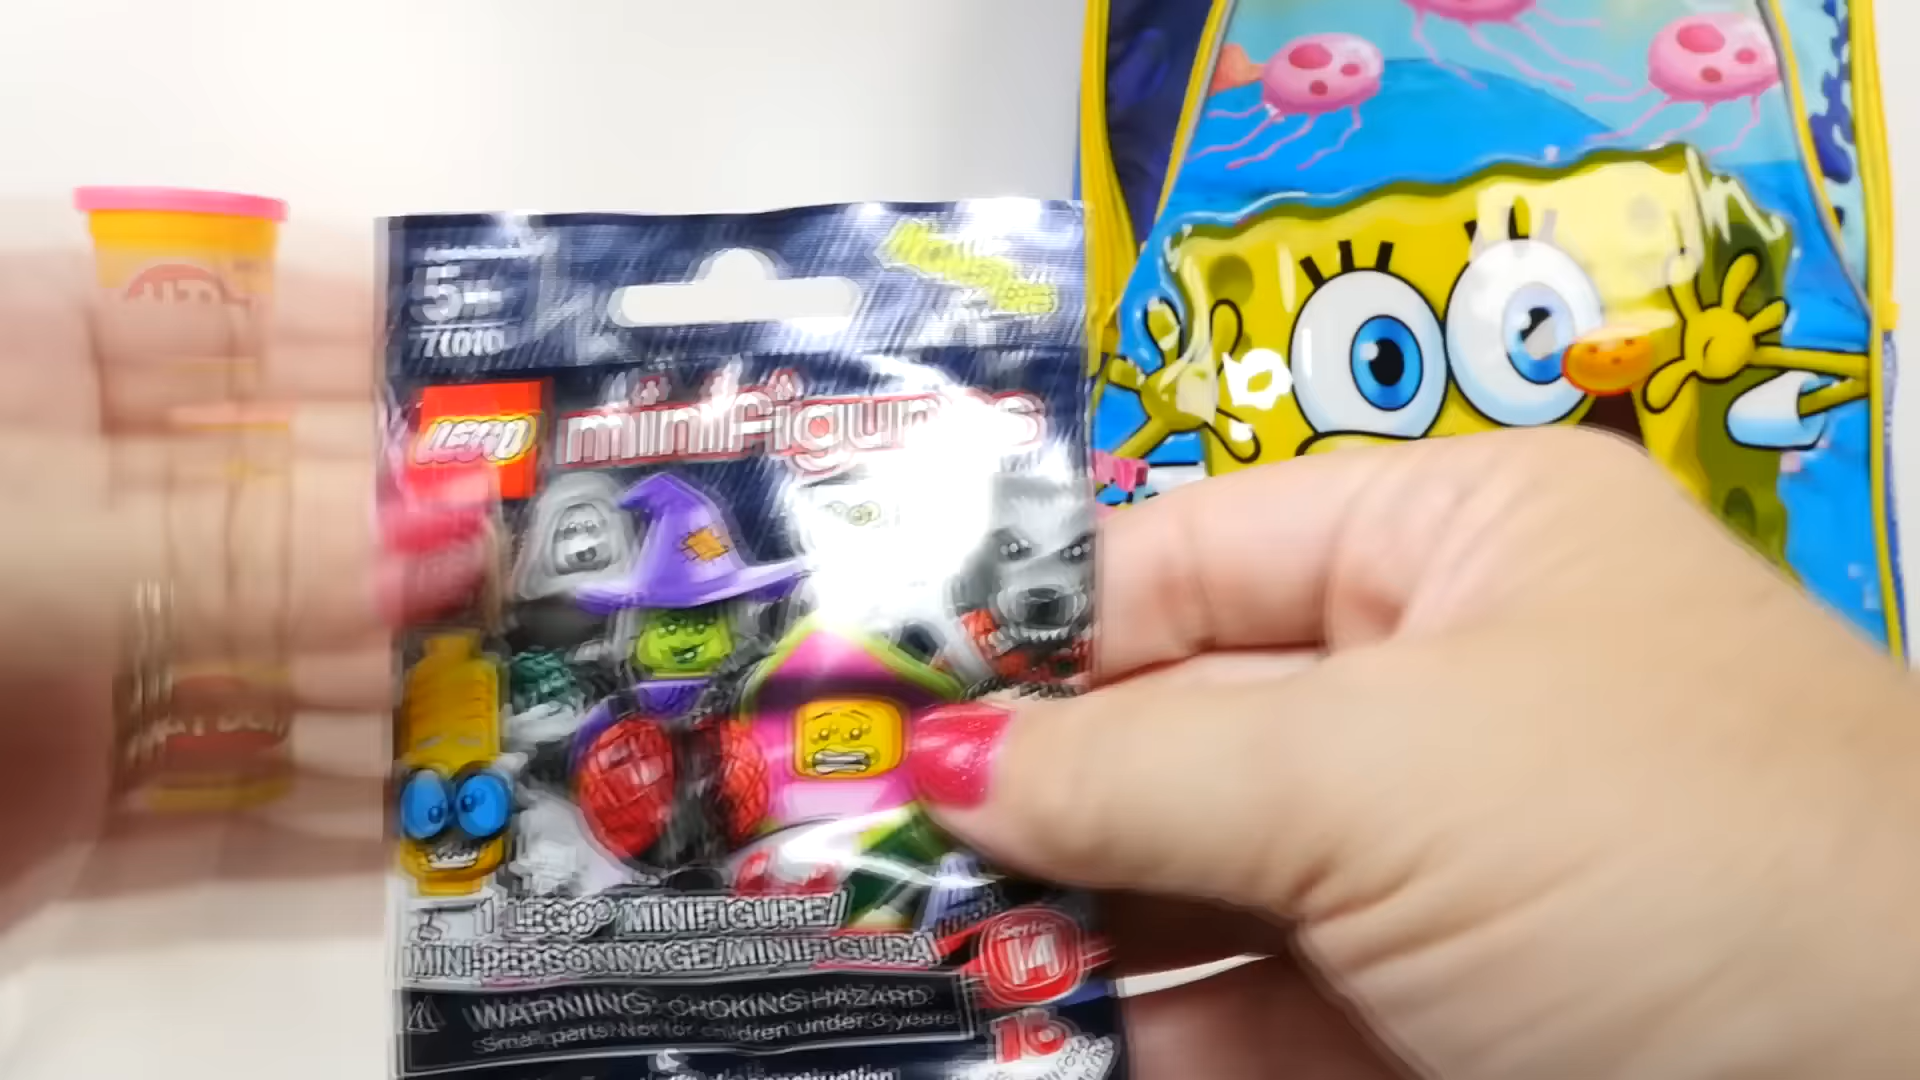 5+
71010
LEGO
minifigures
1 LEGO® MINIFIGURE/
MINI-PERSONNAGE/MINIFIGURA
Series
14
WARNING: CHOKING HAZARD.
Small parts. Not for children under 3 years.
16
construction